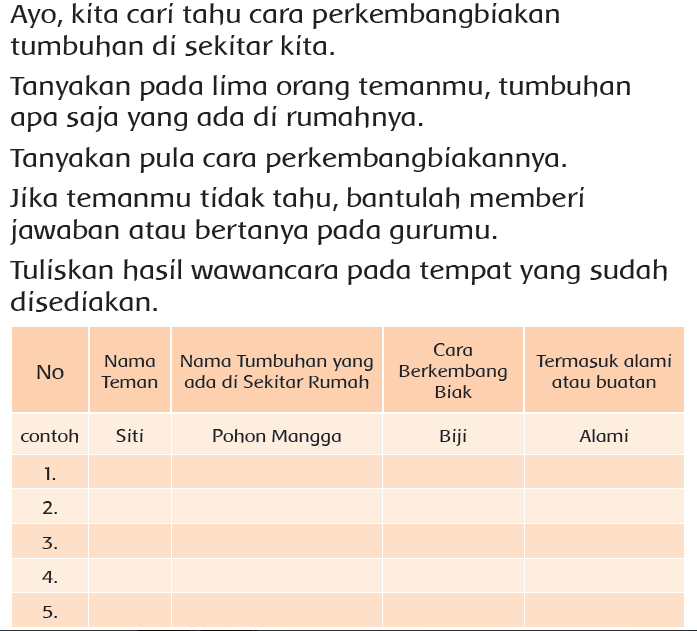 Ayo, kita cari tahu cara perkembangbiakan
tumbuhan di sekitar kita.
Tanyakan pada lima orang temanmu, tumbuhan
apa saja yang ada di rumahnya.
Tanyakan pula cara perkembangbiakannya.
Jika temanmu tidak tahu, bantulah memberi
jawaban atau bertanya pada gurumu.
Tuliskan hasil wawancara pada tempat yang sudah
disediakan.
No
Nama
Teman
Nama Tumbuhan yang
ada di Sekitar Rumah
Cara
Berkembang
Biak
Termasuk alami
atau buatan
contoh Siti Pohon Mangga Biji Alami
1.
2.
3.
4.
5.